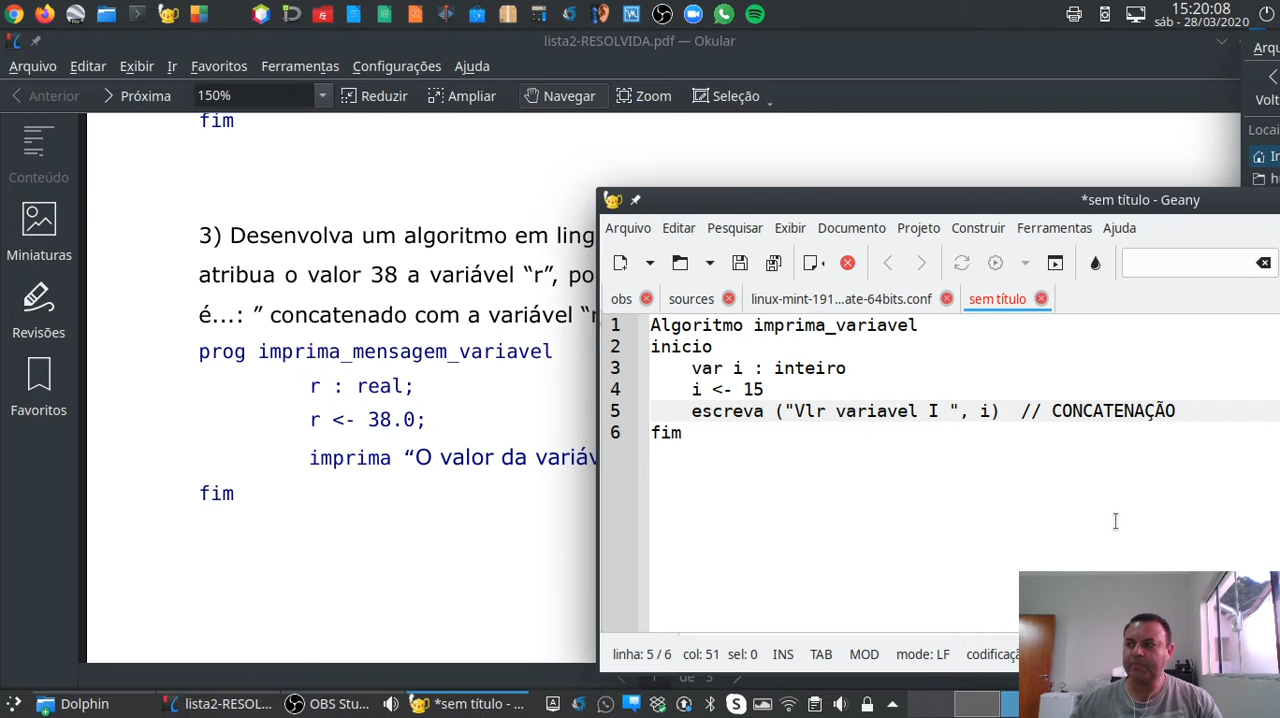 15:20:08
sáb - 28/03/2020
lista2-RESOLVIDA.pdf — Okular
Arquivo Editar Exibir Ir Favoritos Ferramentas Configurações Ajuda
Anterior Próxima 150% Reduzir Ampliar Navegar Zoom Seleção
Volt
Locai
Conteúdo
Miniaturas
Revisões
Favoritos
fim
3) Desenvolva um algoritmo em ling
atribua o valor 38 a variável “r”, po
é...: ” concatenado com a variável “r
prog imprima_mensagem_variavel
r : real;
r <- 38.0;
imprima “O valor da variáv
fim
*sem título - Geany
Arquivo Editar Pesquisar Exibir Documento Projeto Construir Ferramentas Ajuda
obs sources linux-mint-191...ate-64bits.conf sem título
1 Algoritmo imprima_variavel
2 inicio
3 var i : inteiro
4 i <- 15
5 escreva ("Vlr variavel I ", i) // CONCATENAÇÃO
6 fim
linha: 5 / 6 col: 51 sel: 0 INS TAB MOD mode: LF codificaçã
de 3
Dolphin lista2-RESOL... OBS Stu... *sem título - ...